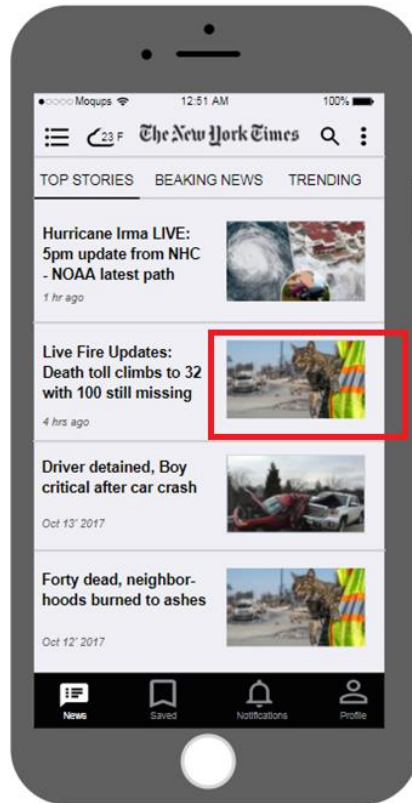 Moqups 12:51 AM 100%
23 F The New York Times
TOP STORIES BEAKING NEWS TRENDING
Hurricane Irma LIVE:
5pm update from NHC
- NOAA latest path
1 hr ago
Live Fire Updates:
Death toll climbs to 32
with 100 still missing
4 hrs ago
Driver detained, Boy
critical after car crash
Oct 13' 2017
Forty dead, neighbor-
hoods burned to ashes
Oct 12' 2017
News Saved Notifications Profile